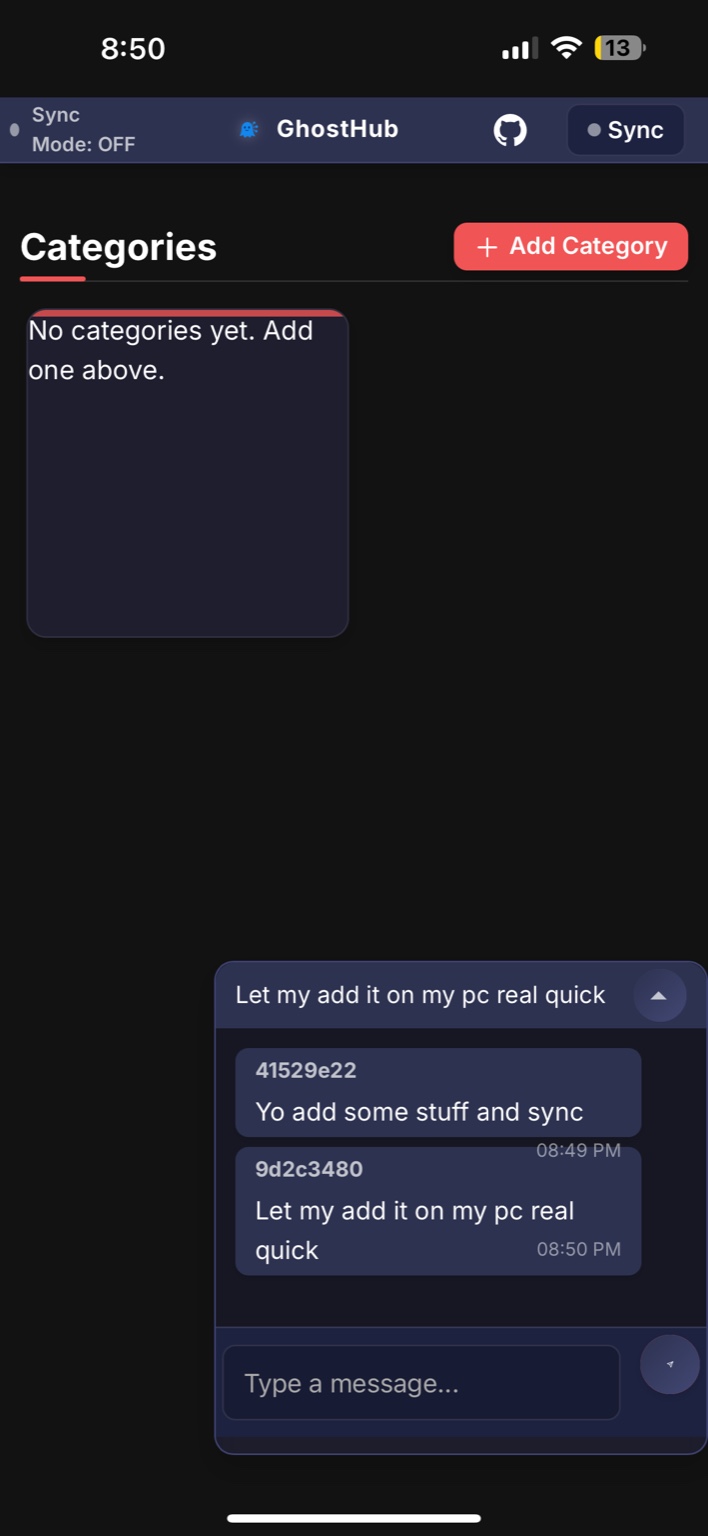 8:50
13
Sync
Mode: OFF
GhostHub
Sync
Categories
+ Add Category
No categories yet. Add
one above.
Let my add it on my pc real quick
41529e22
Yo add some stuff and sync
08:49 PM
9d2c3480
Let my add it on my pc real
quick
08:50 PM
Type a message...